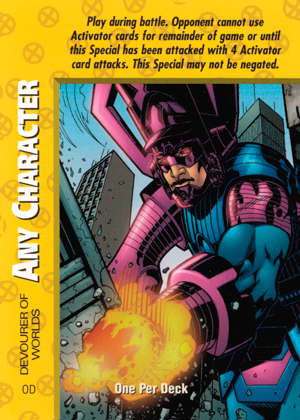 Play during battle. Opponent cannot use
Activator cards for remainder of game or until
this Special has been attacked with 4 Activator
card attacks. This Special may not be negated.
ANY CHARACTER
DEVOURER OF
WORLDS
OD
One Per Deck